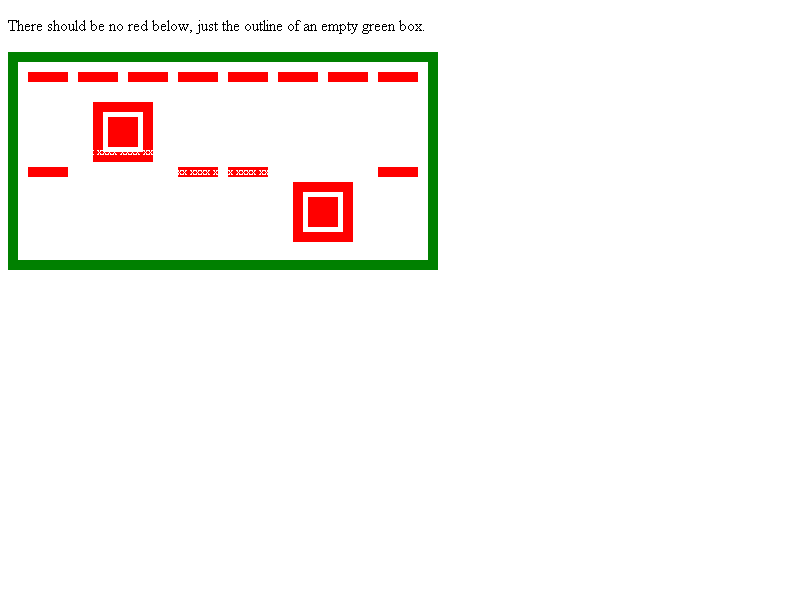 There should be no red below, just the outline of an empty green box.
x xxxx xxxx xx
xx xxxx x x xxxx xx